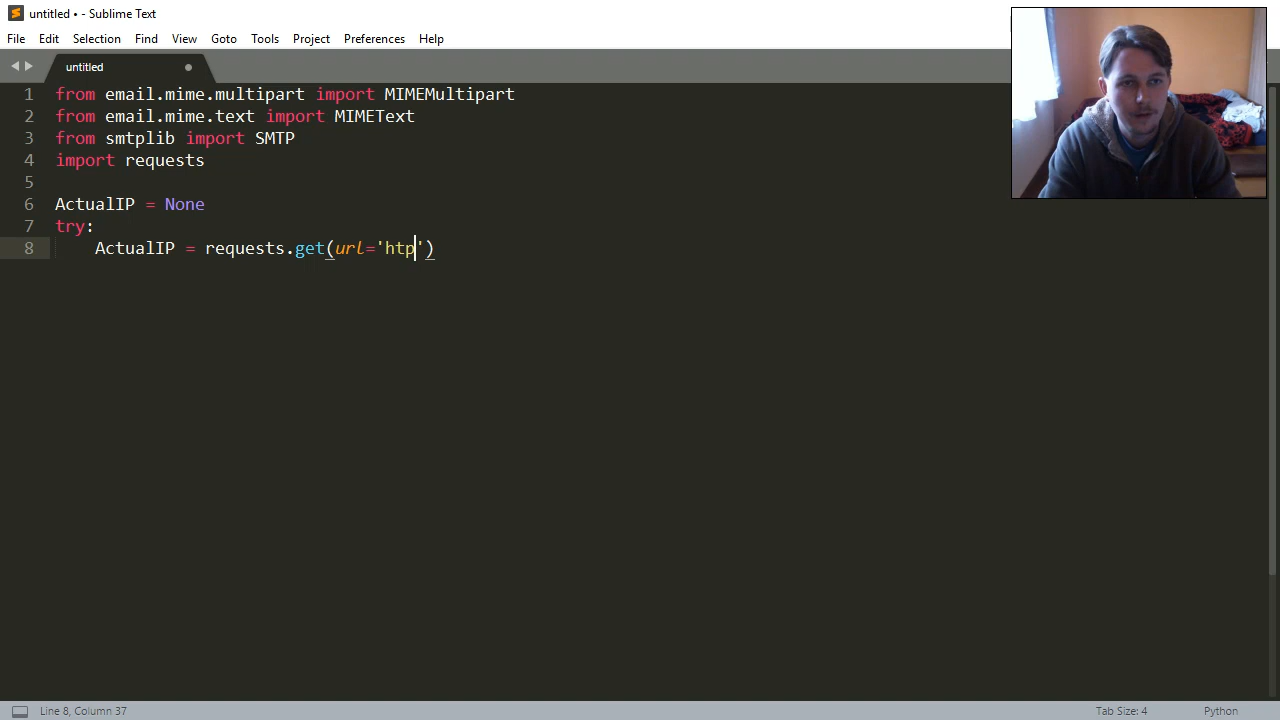 untitled • - Sublime Text
File Edit Selection Find View Goto Tools Project Preferences Help
untitled
1 from email.mime.multipart import MIMEMultipart
2 from email.mime.text import MIMEText
3 from smtplib import SMTP
4 import requests
5
6 ActualIP = None
7 try:
8 ActualIP = requests.get(url='htp')
Line 8, Column 37 Tab Size: 4 Python